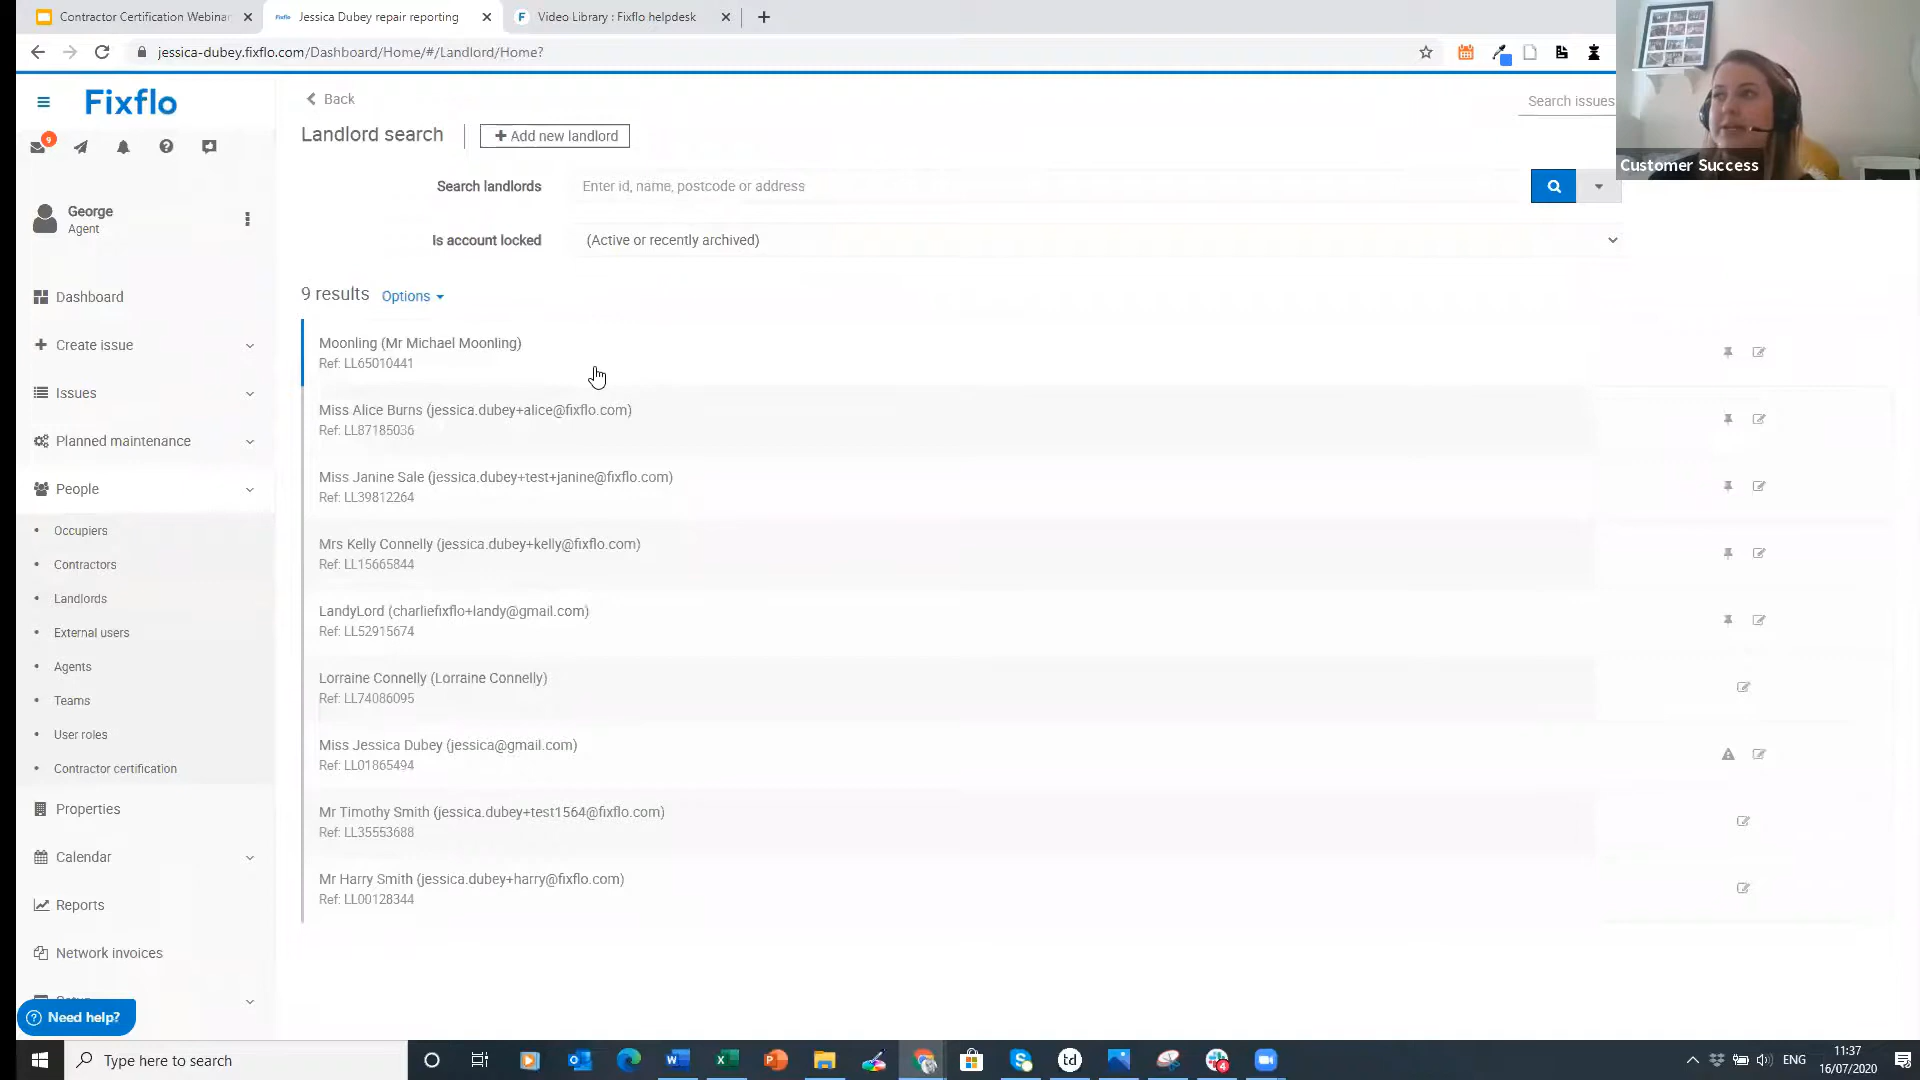 Contractor Certification Webinar
Fixflo Jessica Dubey repair reporting
F Video Library : Fixflo helpdesk
jessica-dubey.fixflo.com/Dashboard/Home/#/Landlord/Home?
Fixflo
9
George
Agent
Dashboard
Create issue
Issues
Planned maintenance
People
Occupiers
Contractors
Landlords
External users
Agents
Teams
User roles
Contractor certification
Properties
Calendar
Reports
Network invoices
Need help?
Back
Search issues
Landlord search
Add new landlord
Search landlords
Enter id, name, postcode or address
Is account locked
(Active or recently archived)
9 results Options
Moonling (Mr Michael Moonling)
Ref: LL65010441
Miss Alice Burns (jessica.dubey+alice@fixflo.com)
Ref: LL87185036
Miss Janine Sale (jessica.dubey+test+janine@fixflo.com)
Ref: LL39812264
Mrs Kelly Connelly (jessica.dubey+kelly@fixflo.com)
Ref: LL15665844
LandyLord (charliefixflo+landy@gmail.com)
Ref: LL52915674
Lorraine Connelly (Lorraine Connelly)
Ref: LL74086095
Miss Jessica Dubey (jessica@gmail.com)
Ref: LL01865494
Mr Timothy Smith (jessica.dubey+test1564@fixflo.com)
Ref: LL35553688
Mr Harry Smith (jessica.dubey+harry@fixflo.com)
Ref: LL00128344
Customer Success
Type here to search
td
4
ENG
11:37
16/07/2020